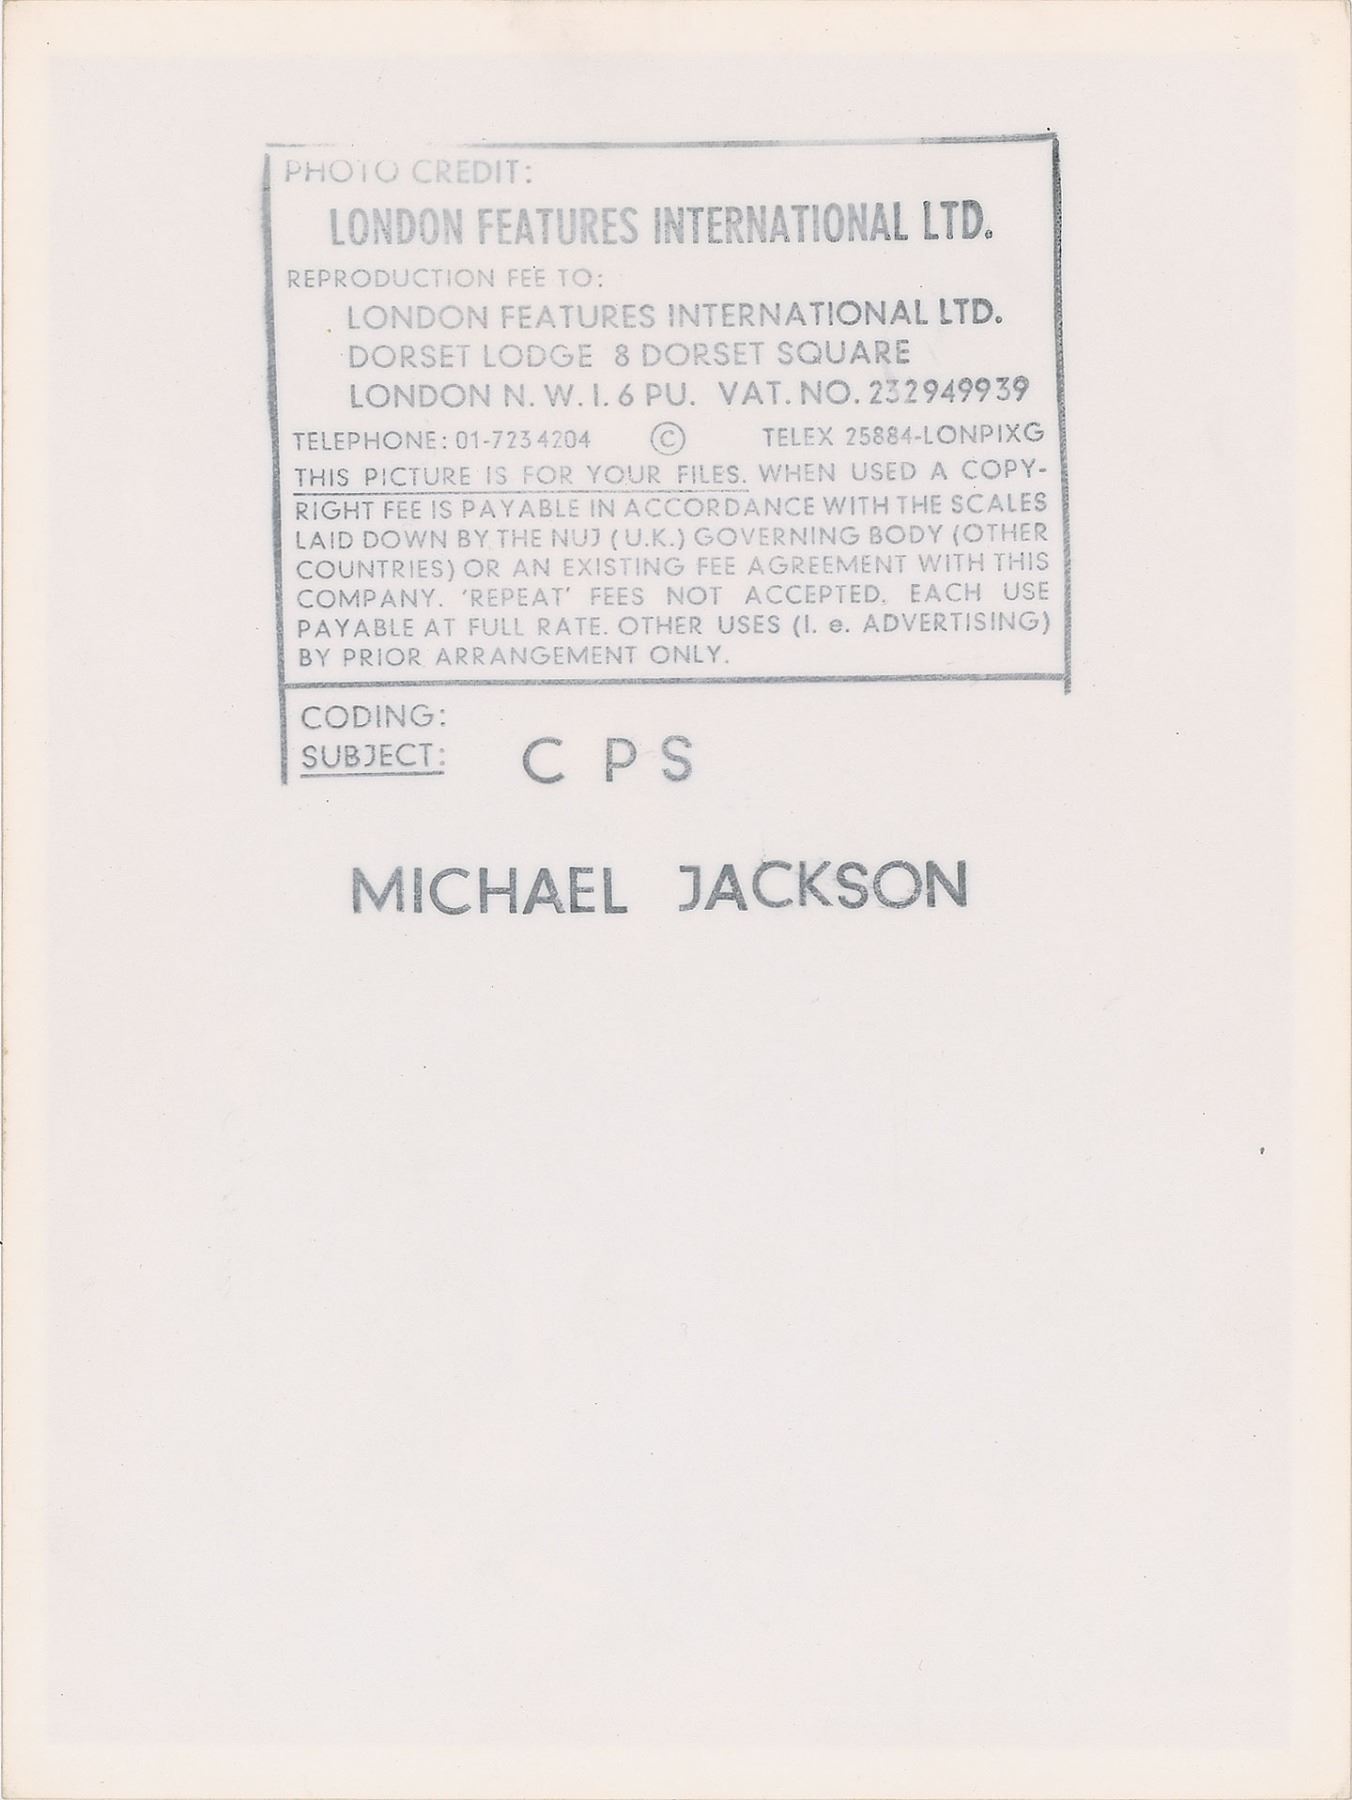 PHOTO CREDIT:
LONDON FEATURES INTERNATIONAL LTD.
REPRODUCTION FEE TO:
LONDON FEATURES INTERNATIONAL LTD.
DORSET LODGE 8 DORSET SQUARE
LONDON N.W.1.6 PU. VAT. NO. 232949939
TELEPHONE: 01-723 4204 © TELEX 25884-LONPIXG
THIS PICTURE IS FOR YOUR FILES. WHEN USED A COPY-
RIGHT FEE IS PAYABLE IN ACCORDANCE WITH THE SCALES
LAID DOWN BY THE NUJ (U.K.) GOVERNING BODY (OTHER
COUNTRIES) OR AN EXISTING FEE AGREEMENT WITH THIS
COMPANY. 'REPEAT' FEES NOT ACCEPTED. EACH USE
PAYABLE AT FULL RATE. OTHER USES (I. e. ADVERTISING)
BY PRIOR ARRANGEMENT ONLY.
CODING:
SUBJECT: C P S
MICHAEL JACKSON